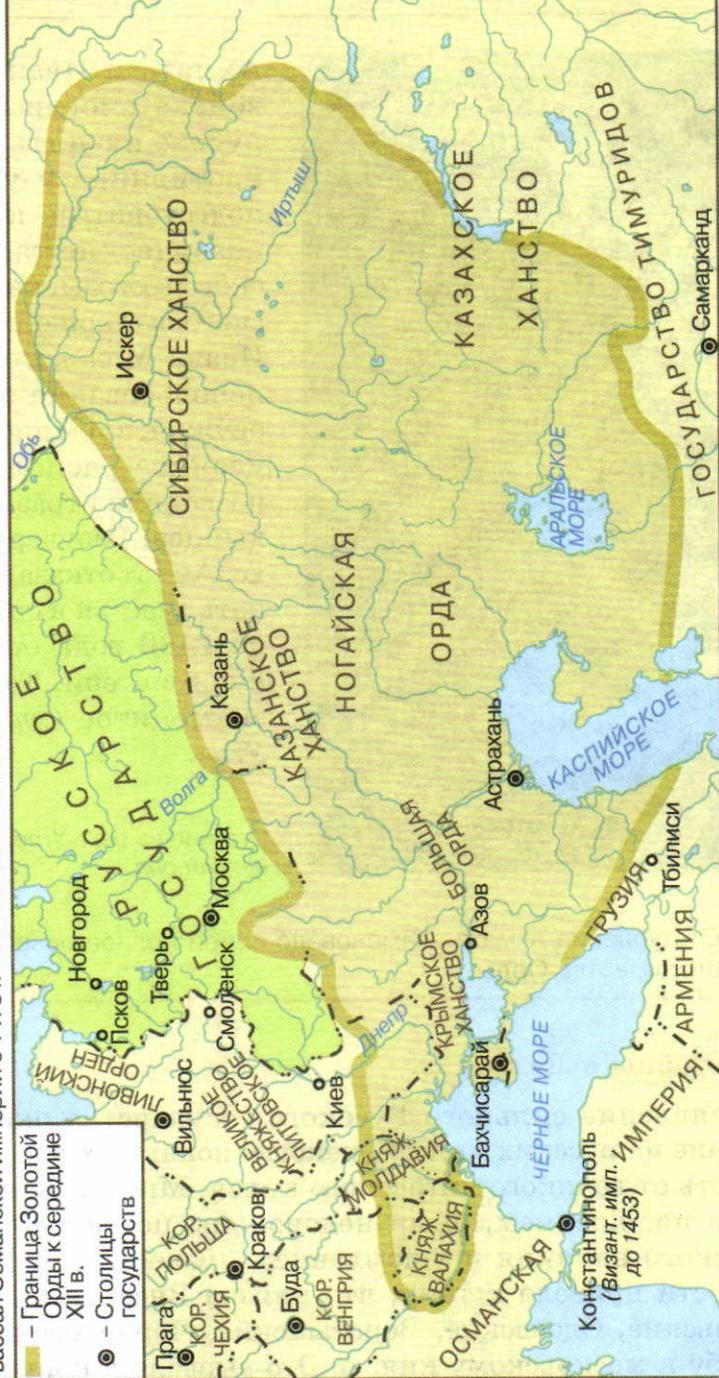 – Граница Золотой
Орды к середине
XIII в.
– Столицы
государств
РУССКОЕ
ГОСУДАРСТВО
Обь
Новгород
Псков
Тверь
Москва
Смоленск
Волга
ЛИВОНСКИЙ
ОРДЕН
Вильнюс
ВЕЛИКОЕ
КНЯЖЕСТВО
ЛИТОВСКОЕ
Киев
Днепр
КОР.
ПОЛЬША
Краков
Прага
КОР.
ЧЕХИЯ
Буда
КОР.
ВЕНГРИЯ
КНЯЖ.
МОЛДАВИЯ
КНЯЖ.
ВАЛАХИЯ
СИБИРСКОЕ ХАНСТВО
Искер
Иртыш
Казань
КАЗАНСКОЕ
ХАНСТВО
НОГАЙСКАЯ
ОРДА
КАЗАХСКОЕ
ХАНСТВО
БОЛЬШАЯ
ОРДА
Астрахань
Азов
КРЫМСКОЕ
ХАНСТВО
Бахчисарай
ЧЁРНОЕ МОРЕ
АРАЛЬСКОЕ
МОРЕ
КАСПИЙСКОЕ
МОРЕ
ГОСУДАРСТВО ТИМУРИДОВ
Самарканд
ГРУЗИЯ
Тбилиси
АРМЕНИЯ
ОСМАНСКАЯ ИМПЕРИЯ
Константинополь
(Визант. имп.
до 1453)